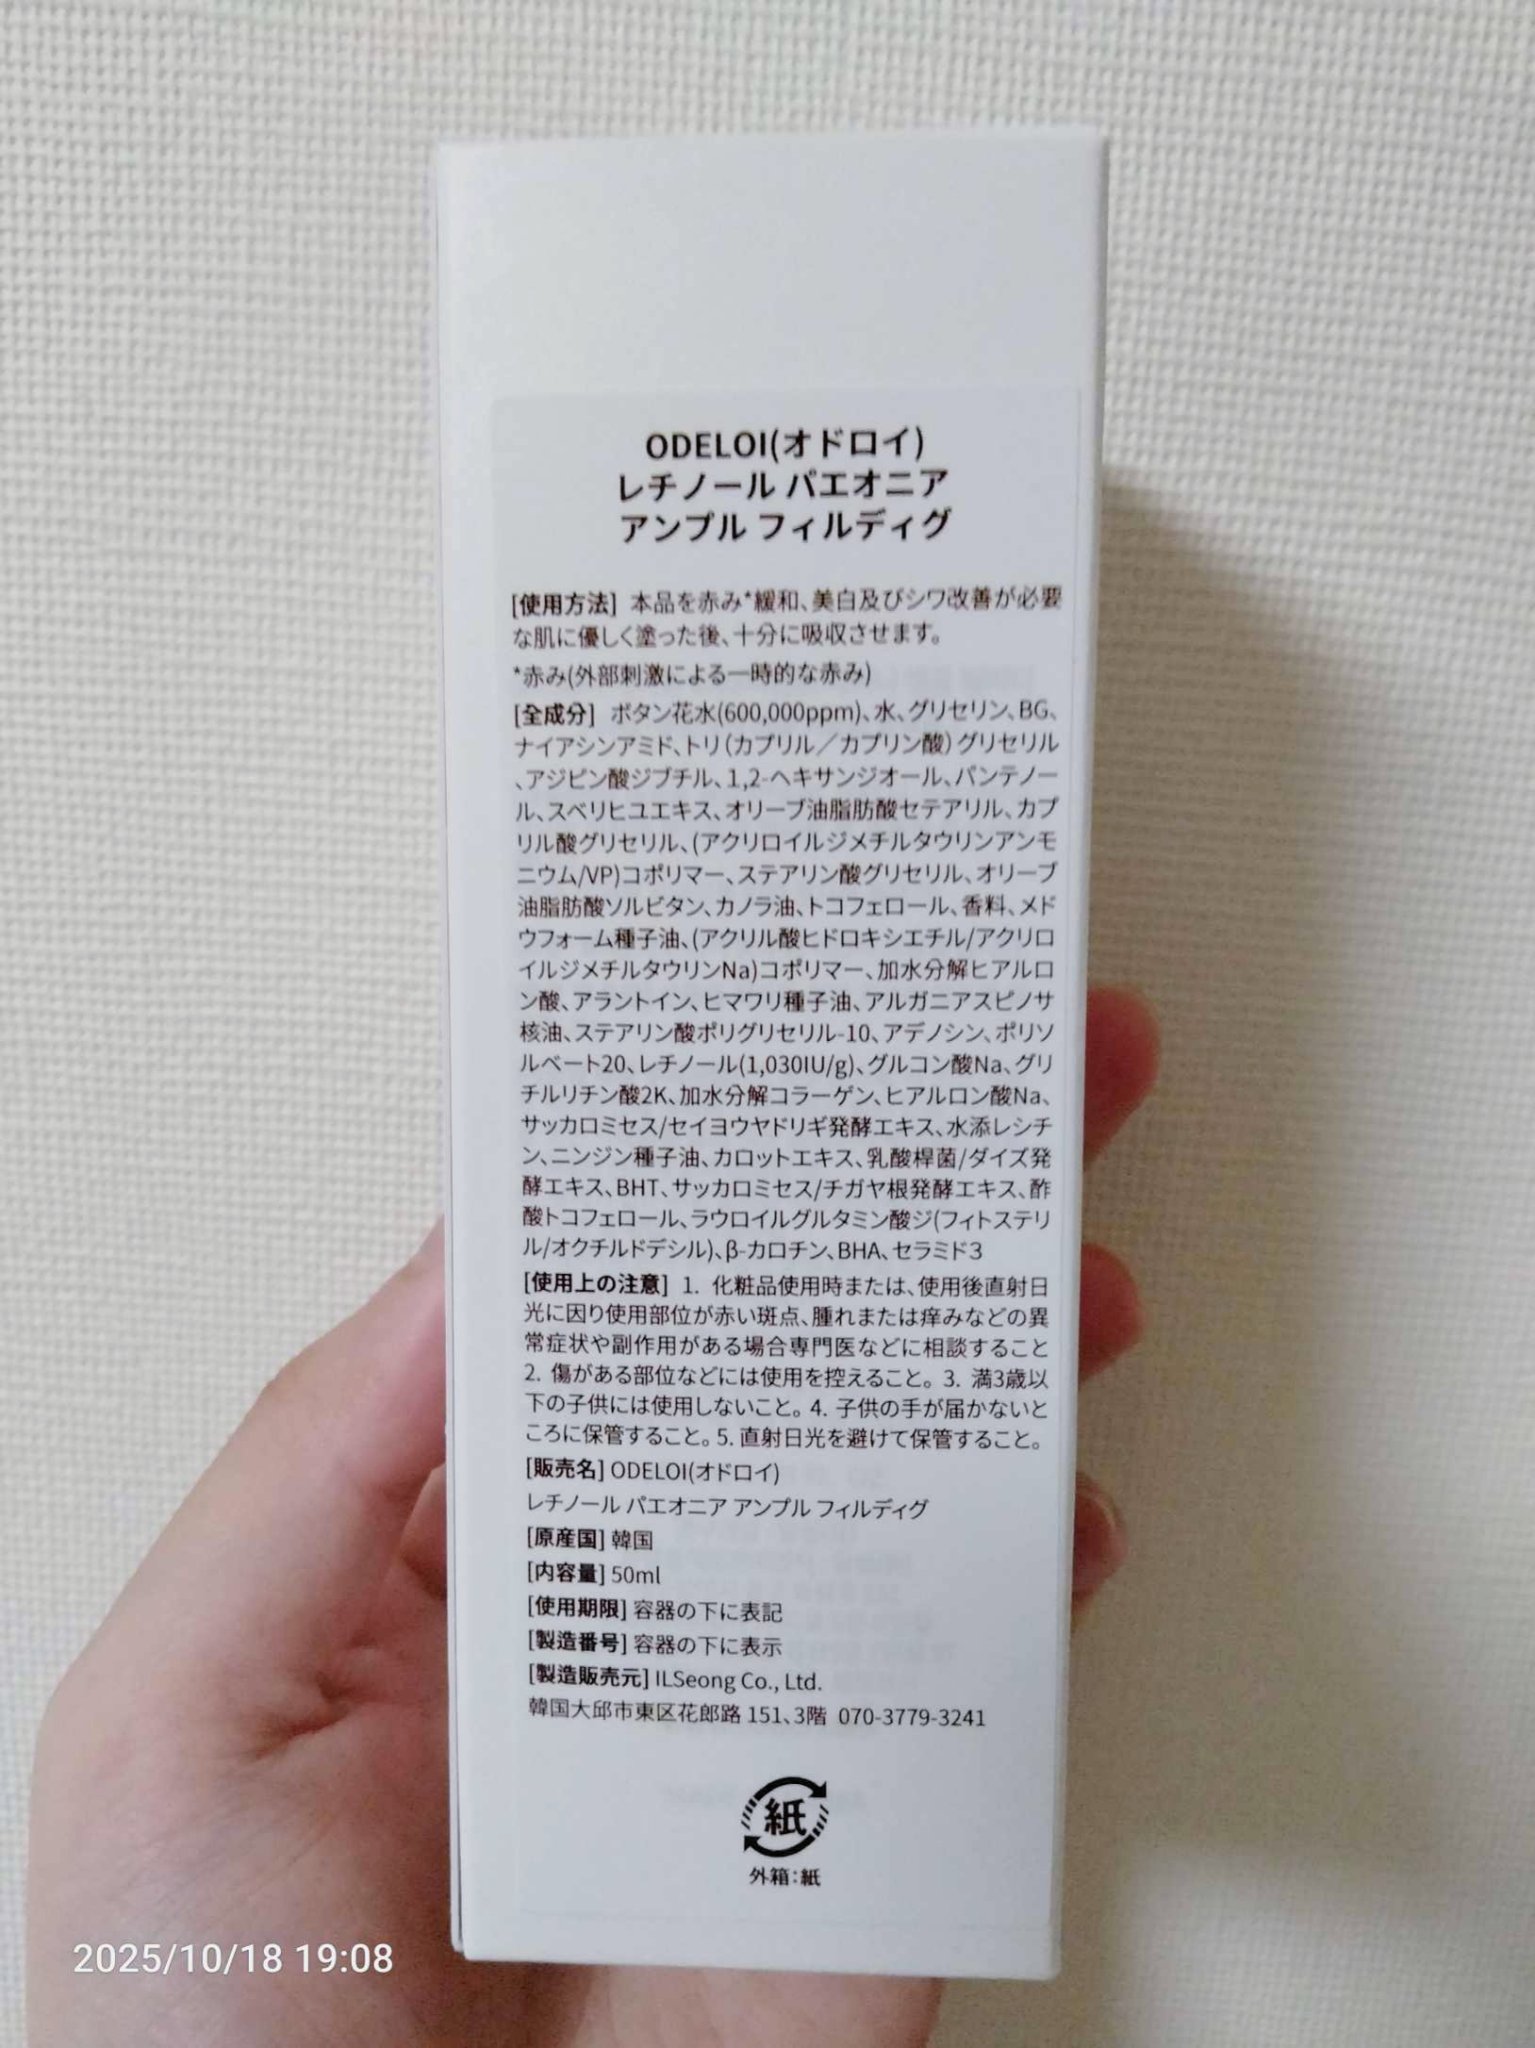 ODELOI(オドロイ)
レチノール パエオニア
アンプル フィルディグ
[使用方法] 本品を赤み*緩和、美白及びシワ改善が必要
な肌に優しく塗った後、十分に吸収させます。
*赤み(外部刺激による一時的な赤み)
[全成分] ボタン花水(600,000ppm)、水、グリセリン、BG、
ナイアシンアミド、トリ(カプリル／カプリン酸)グリセリル
、アジピン酸ジブチル、1,2-ヘキサンジオール、パンテノー
ル、スベリヒユエキス、オリーブ油脂肪酸セテアリル、カプ
リル酸グリセリル、(アクリロイルジメチルタウリンアンモ
ニウム/VP)コポリマー、ステアリン酸グリセリル、オリーブ
油脂肪酸ソルビタン、カノラ油、トコフェロール、香料、メド
ウフォーム種子油、(アクリル酸ヒドロキシエチル/アクリロ
イルジメチルタウリンNa)コポリマー、加水分解ヒアルロ
ン酸、アラントイン、ヒマワリ種子油、アルガニアスピノサ
核油、ステアリン酸ポリグリセリル-10、アデノシン、ポリソ
ルベート20、レチノール(1,030IU/g)、グルコン酸Na、グリ
チルリチン酸2K、加水分解コラーゲン、ヒアルロン酸Na、
サッカロミセス/セイヨウヤドリギ発酵エキス、水添レシチ
ン、ニンジン種子油、カロットエキス、乳酸桿菌/ダイズ発
酵エキス、BHT、サッカロミセス/チガヤ根発酵エキス、酢
酸トコフェロール、ラウロイルグルタミン酸ジ(フィトステリ
ル/オクチルドデシル)、β-カロチン、BHA、セラミド3
[使用上の注意] 1. 化粧品使用時または、使用後直射日
光に因り使用部位が赤い斑点、腫れまたは痒みなどの異
常症状や副作用がある場合専門医などに相談すること
2. 傷がある部位などには使用を控えること。3. 満3歳以
下の子供には使用しないこと。4. 子供の手が届かないと
ころに保管すること。5. 直射日光を避けて保管すること。
[販売名] ODELOI(オドロイ)
レチノール パエオニア アンプル フィルディグ
[原産国] 韓国
[内容量] 50ml
[使用期限] 容器の下に表記
[製造番号] 容器の下に表示
[製造販売元] ILSeong Co., Ltd.
韓国大邱市東区花郎路 151、3階 070-3779-3241
紙
外箱：紙
2025/10/18 19:08